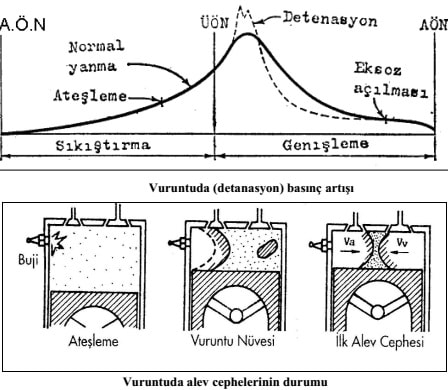 A.Ö.N
ÜÖN
Detenasyon
AÖN
Normal
yanma
Ateşleme
Eksoz
açılması
Sıkıştırma
Genişleme
Vuruntuda (detanasyon) basınç artışı
Buji
Va
Vv
Ateşleme
Vuruntu Nüvesi
İlk Alev Cephesi
Vuruntuda alev cephelerinin durumu